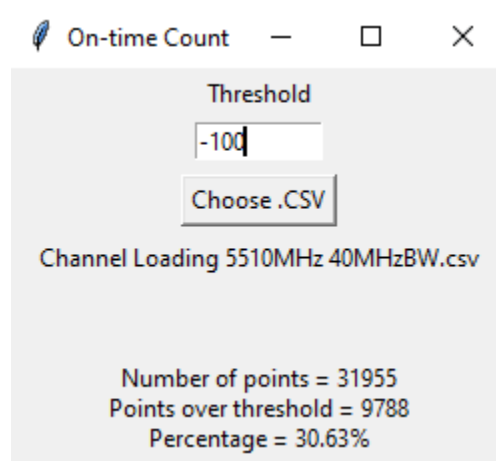 On-time Count
Threshold
-100
Choose .CSV
Channel Loading 5510MHz 40MHzBW.csv
Number of points = 31955
Points over threshold = 9788
Percentage = 30.63%